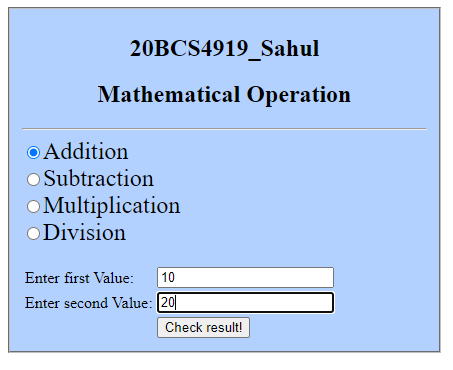 20BCS4919_Sahul
Mathematical Operation
Addition
Subtraction
Multiplication
Division
Enter first Value: 10
Enter second Value: 20
Check result!